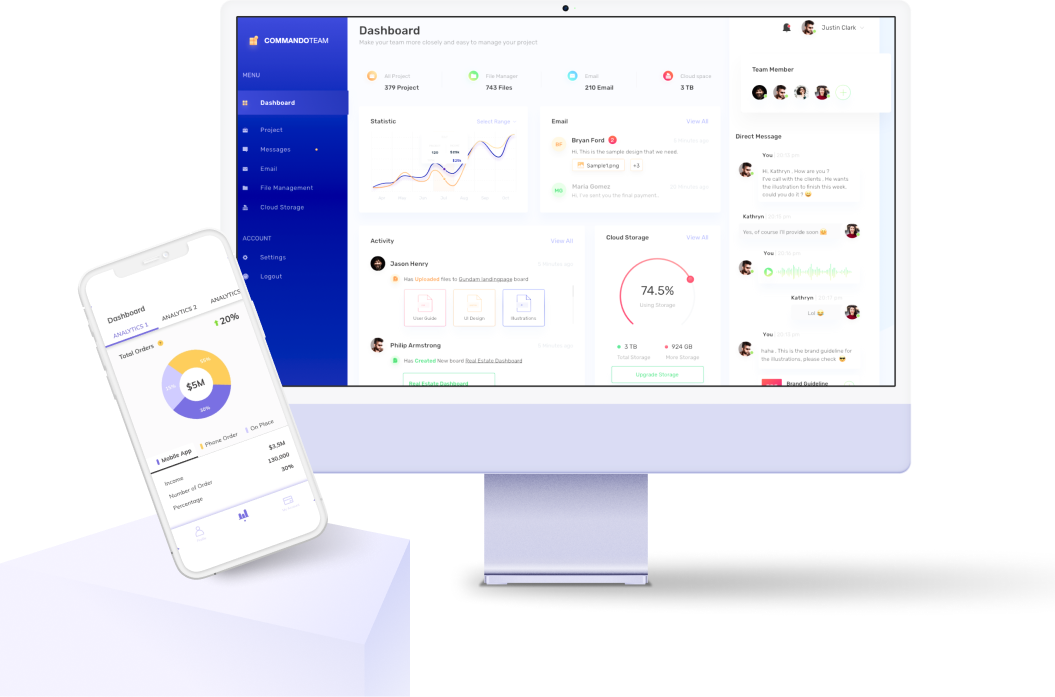 COMMANDOTEAM
MENU
Dashboard
Project
Messages
Email
File Management
Cloud Storage
ACCOUNT
Settings
Logout
Dashboard
Make your team more closely and easy to manage your project
Justin Clark
All Project
379 Project
File Manager
743 Files
Email
210 Email
Cloud space
3 TB
Statistic
Select Range
Email
View All
Bryan Ford 2
Hi, This is the sample design that we need.
Sample1.png
+3
MG
Maria Gomez
Hi, I've sent you the final payment.
Activity
View All
Jason Henry
Has Uploaded files to Gundam landingpage board
User Guide
UI Design
Illustrations
Philip Armstrong
Has Created New board Real Estate Dashboard
Real Estate Dashboard
Cloud Storage
View All
74.5%
Using Storage
3 TB
Total Storage
924 GB
More Storage
Upgrade Storage
Team Member
Direct Message
You
Hi, Kathryn . How are you ?
I've call with the clients . He wants
the illustration to finish this week.
could you do it ? 😄
Kathryn
Yes, of course I'll provide soon 😊
You
Kathryn
Lol 😂
You
haha , This is the brand guideline for
the illustrations, please check 😎
Brand Guideline
Dashboard
ANALYTICS 1
ANALYTICS 2
ANALYTICS
Total Orders
20%
$5M
30%
Mobile App
Phone Order
On Place
Income
$3,5M
Number of Order
130,000
Percentage
30%